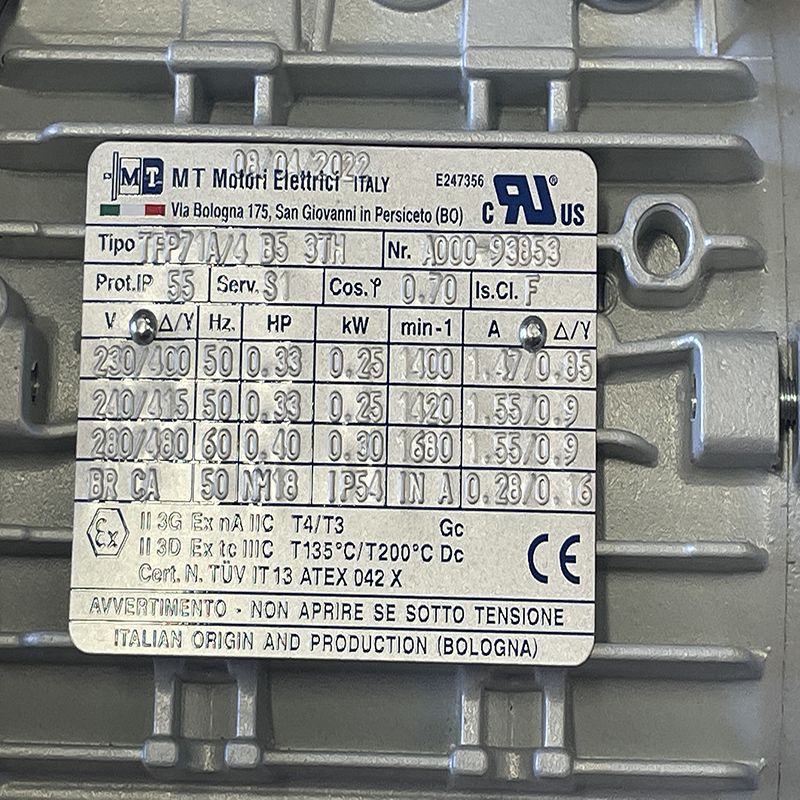 08/04/2022
MT MT Motori Elettrici ITALY E247356
Via Bologna 175, San Giovanni in Persiceto (BO) C RU® US
Tipo TFP71A/4 B5 3TH Nr. A000-93853
Prot.IP 55 Serv. S1 Cos.φ 0.70 Is.Cl. F
V Δ/Y Hz. HP kW min-1 A Δ/Y
230/400 50 0.33 0.25 1400 1.47/0.85
240/415 50 0.33 0.25 1420 1.55/0.9
280/480 60 0.40 0.30 1680 1.55/0.9
BR CA 50 NM18 IP54 IN A 0.28/0.16
Ex II 3G Ex nA IIC T4/T3 Gc
II 3D Ex tc IIIC T135°C/T200°C Dc CE
Cert. N. TÜV IT 13 ATEX 042 X
AVVERTIMENTO - NON APRIRE SE SOTTO TENSIONE
ITALIAN ORIGIN AND PRODUCTION (BOLOGNA)